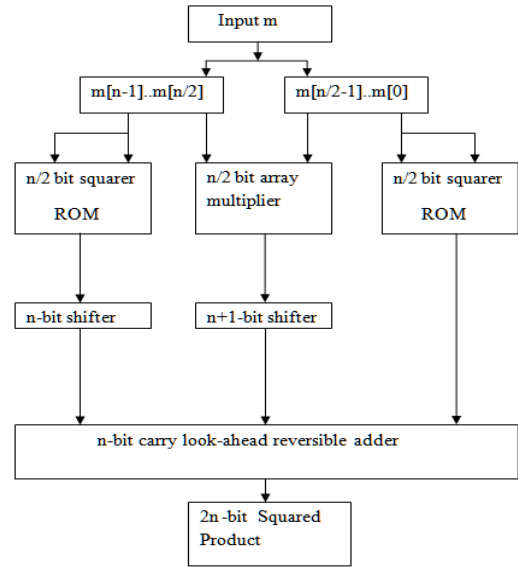 Input m
m[n-1]..m[n/2]
m[n/2-1]..m[0]
n/2 bit squarer
ROM
n/2 bit array
multiplier
n/2 bit squarer
ROM
n-bit shifter
n+1-bit shifter
n-bit carry look-ahead reversible adder
2n-bit Squared
Product